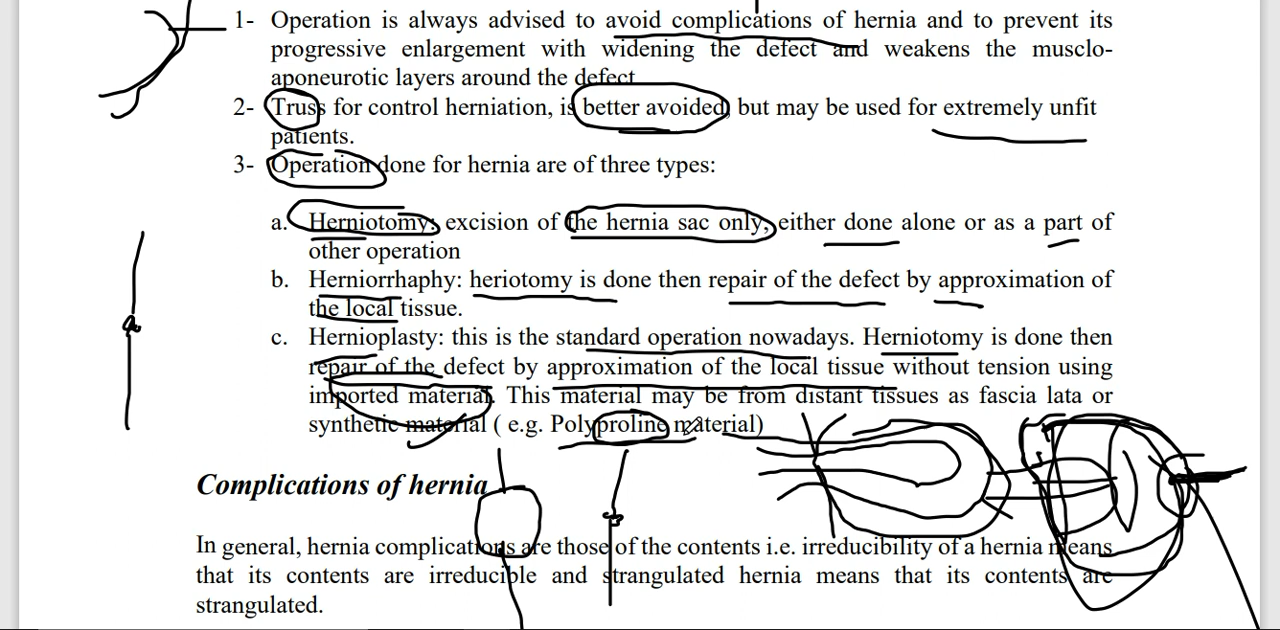 1- Operation is always advised to avoid complications of hernia and to prevent its
progressive enlargement with widening the defect and weakens the musclo-
aponeurotic layers around the defect
2- Truss for control herniation, is better avoided, but may be used for extremely unfit
patients.
3- Operation done for hernia are of three types:
a. Herniotomy: excision of the hernia sac only, either done alone or as a part of
other operation
b. Herniorrhaphy: heriotomy is done then repair of the defect by approximation of
the local tissue.
c. Hernioplasty: this is the standard operation nowadays. Herniotomy is done then
repair of the defect by approximation of the local tissue without tension using
imported material. This material may be from distant tissues as fascia lata or
synthetic material ( e.g. Polyproline material)
Complications of hernia
In general, hernia complications are those of the contents i.e. irreducibility of a hernia means
that its contents are irreducible and strangulated hernia means that its contents are
strangulated.